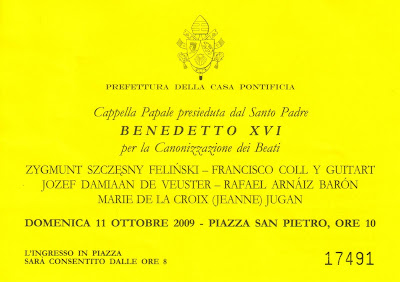 PREFETTURA DELLA CASA PONTIFICIA
Cappella Papale presieduta dal Santo Padre
BENEDETTO XVI
per la Canonizzazione dei Beati
ZYGMUNT SZCZĘSNY FELIŃSKI – FRANCISCO COLL Y GUITART
JOZEF DAMIAAN DE VEUSTER – RAFAEL ARNÁIZ BARÓN
MARIE DE LA CROIX (JEANNE) JUGAN
DOMENICA 11 OTTOBRE 2009 - PIAZZA SAN PIETRO, ORE 10
L'INGRESSO IN PIAZZA
SARÀ CONSENTITO DALLE ORE 8
17491